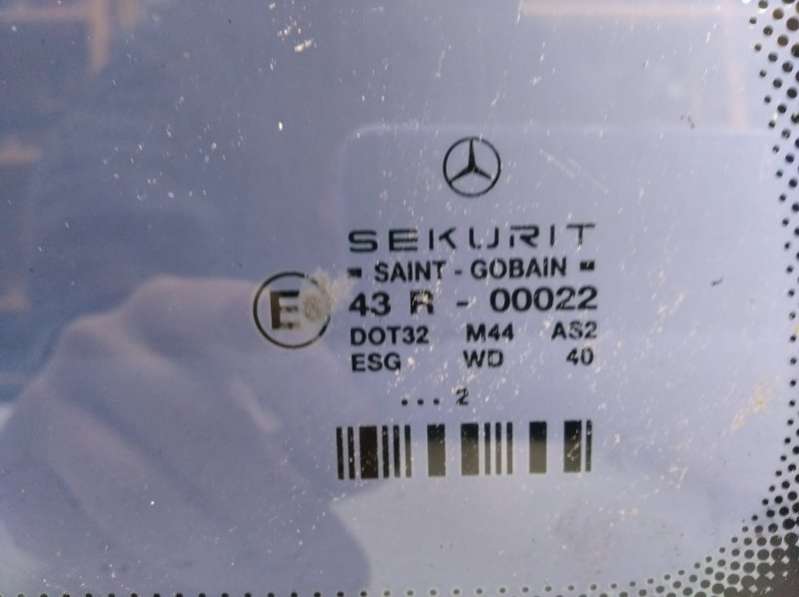 SEKURIT
SAINT - GOBAIN
E
43 R - 00022
DOT32 M44 AS2
ESG WD 40
... 2